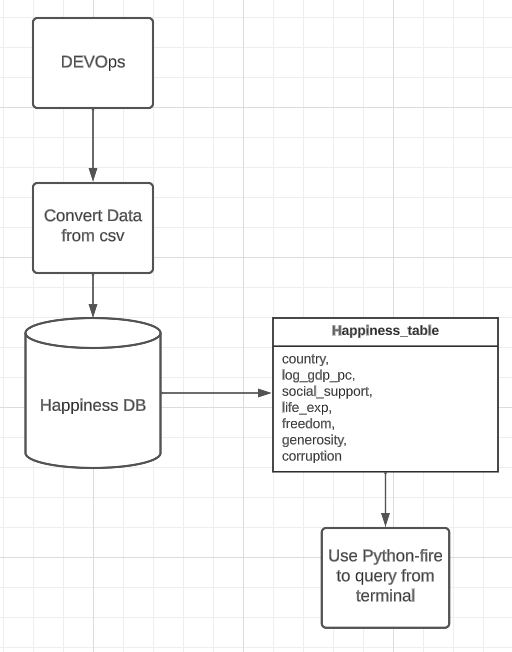 DEVOps
Convert Data
from csv
Happiness DB
Happiness_table
country,
log_gdp_pc,
social_support,
life_exp,
freedom,
generosity,
corruption
Use Python-fire
to query from
terminal